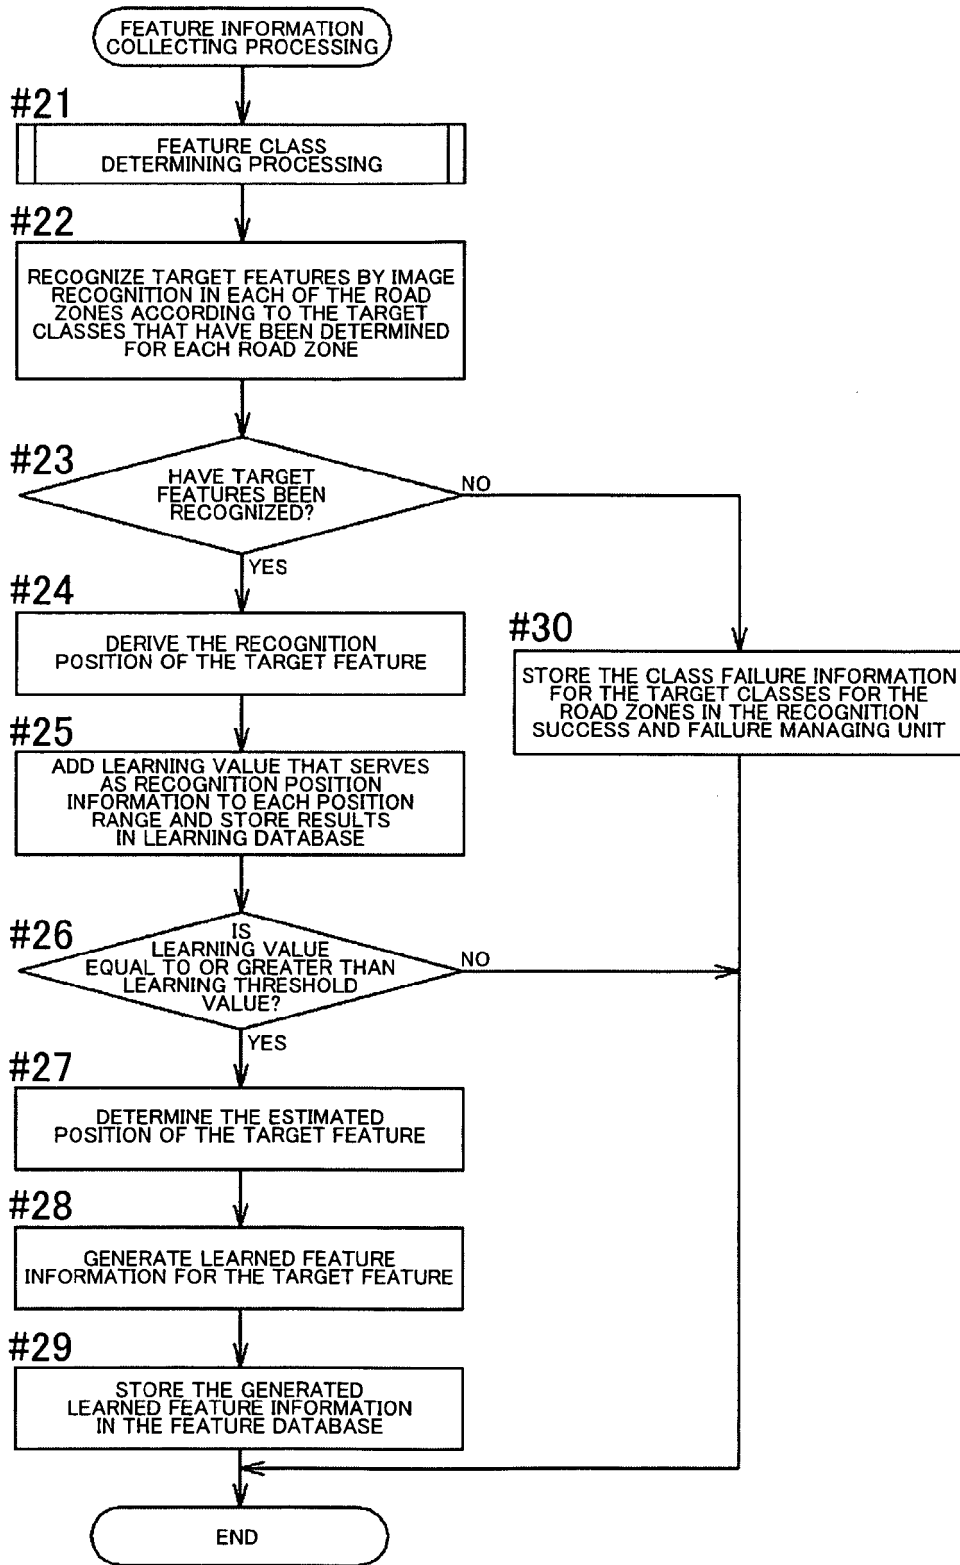 FEATURE INFORMATION
COLLECTING PROCESSING
#21
FEATURE CLASS
DETERMINING PROCESSING
#22
RECOGNIZE TARGET FEATURES BY IMAGE
RECOGNITION IN EACH OF THE ROAD
ZONES ACCORDING TO THE TARGET
CLASSES THAT HAVE BEEN DETERMINED
FOR EACH ROAD ZONE
#23
HAVE TARGET
FEATURES BEEN
RECOGNIZED?
NO
YES
#24
DERIVE THE RECOGNITION
POSITION OF THE TARGET FEATURE
#30
STORE THE CLASS FAILURE INFORMATION
FOR THE TARGET CLASSES FOR THE
ROAD ZONES IN THE RECOGNITION
SUCCESS AND FAILURE MANAGING UNIT
#25
ADD LEARNING VALUE THAT SERVES
AS RECOGNITION POSITION
INFORMATION TO EACH POSITION
RANGE AND STORE RESULTS
IN LEARNING DATABASE
#26
IS
LEARNING VALUE
EQUAL TO OR GREATER THAN
LEARNING THRESHOLD
VALUE?
NO
YES
#27
DETERMINE THE ESTIMATED
POSITION OF THE TARGET FEATURE
#28
GENERATE LEARNED FEATURE
INFORMATION FOR THE TARGET FEATURE
#29
STORE THE GENERATED
LEARNED FEATURE INFORMATION
IN THE FEATURE DATABASE
END